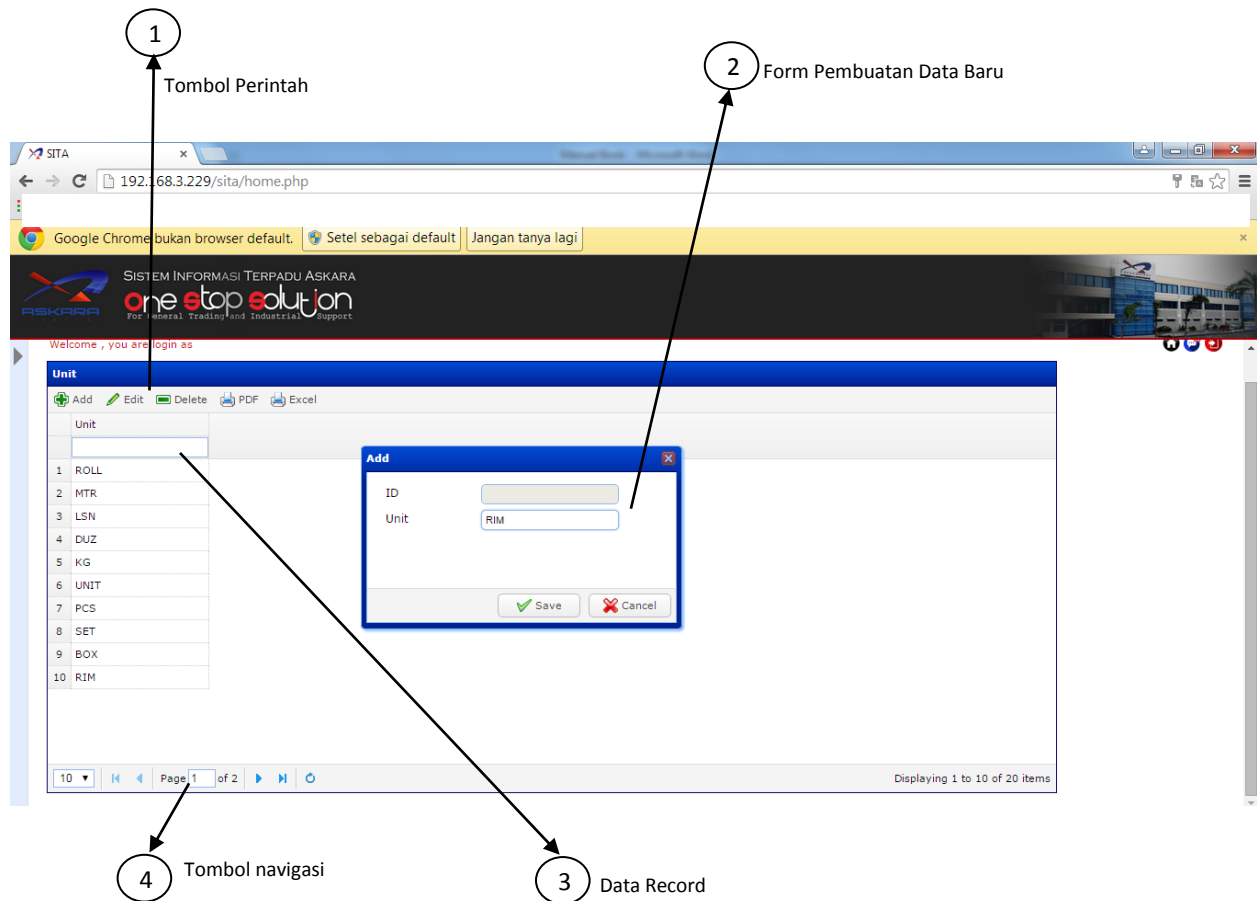 1
Tombol Perintah
2
Form Pembuatan Data Baru
SITA
192.168.3.229/sita/home.php
Google Chrome bukan browser default. Setel sebagai default Jangan tanya lagi
ASKARA
SISTEM INFORMASI TERPADU ASKARA
One stop solution
For General Trading and Industrial Support
Welcome , you are login as
Unit
Add Edit Delete PDF Excel
Unit
1 ROLL
2 MTR
3 LSN
4 DUZ
5 KG
6 UNIT
7 PCS
8 SET
9 BOX
10 RIM
Add
ID
Unit RIM
Save Cancel
10 Page 1 of 2 Displaying 1 to 10 of 20 items
4
Tombol navigasi
3
Data Record